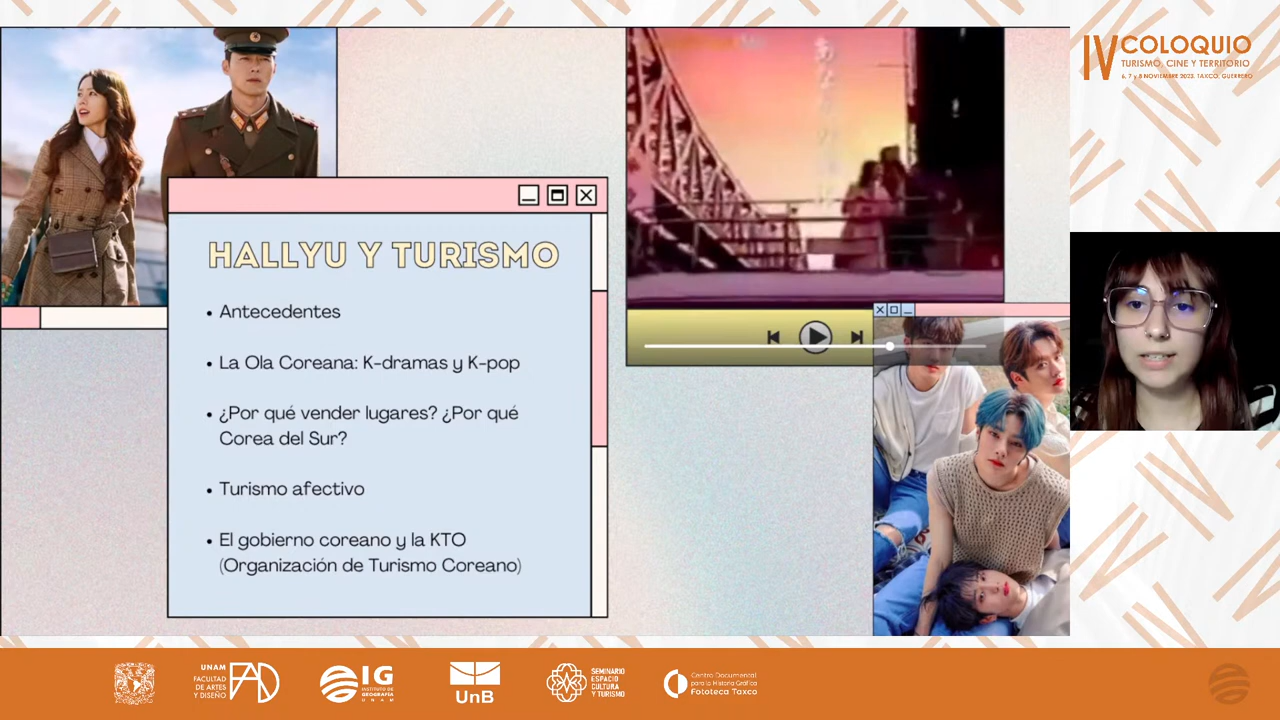 IV COLOQUIO
TURISMO, CINE Y TERRITORIO
6, 7 y 8 NOVIEMBRE 2023. TAXCO, GUERRERO
HALLYU Y TURISMO
• Antecedentes
• La Ola Coreana: K-dramas y K-pop
• ¿Por qué vender lugares? ¿Por qué
Corea del Sur?
• Turismo afectivo
• El gobierno coreano y la KTO
(Organización de Turismo Coreano)
UNAM
FACULTAD
DE ARTES
Y DISEÑO
FAD
IG
INSTITUTO DE
GEOGRAFÍA
UNAM
UnB
SEMINARIO
ESPACIO
CULTURA
Y TURISMO
Centro Documental
para la Historia Gráfica
Fototeca Taxco